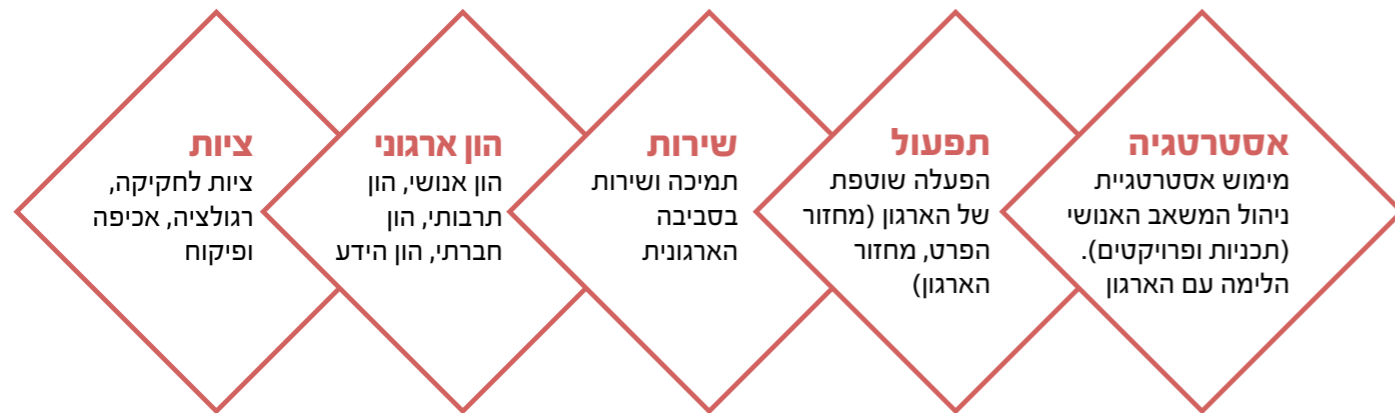 אסטרטגיה
מימוש אסטרטגיית
ניהול המשאב האנושי
(תכניות ופרויקטים).
הלימה עם הארגון
תפעול
הפעלה שוטפת
של הארגון (מחזור
הפרט, מחזור
הארגון)
שירות
תמיכה ושירות
בסביבה
הארגונית
הון ארגוני
הון אנושי, הון
תרבותי, הון
חברתי, הון הידע
ציות
ציות לחקיקה,
רגולציה, אכיפה
ופיקוח